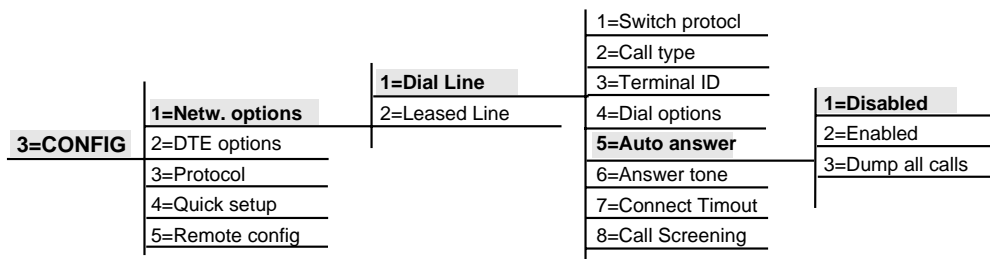 3=CONFIG
1=Netw. options
2=DTE options
3=Protocol
4=Quick setup
5=Remote config
1=Dial Line
2=Leased Line
1=Switch protocl
2=Call type
3=Terminal ID
4=Dial options
5=Auto answer
6=Answer tone
7=Connect Timout
8=Call Screening
1=Disabled
2=Enabled
3=Dump all calls